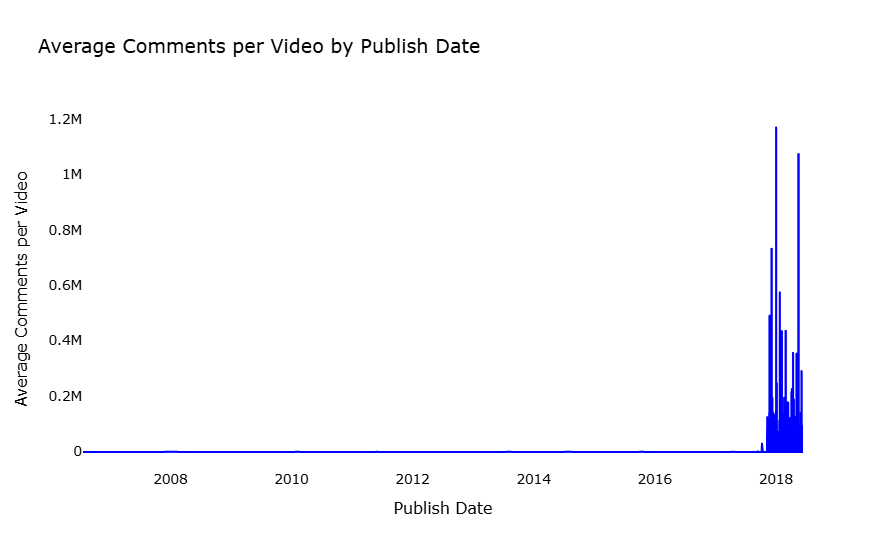 Average Comments per Video by Publish Date
1.2M
1M
0.8M
0.6M
0.4M
0.2M
0
Average Comments per Video
2008
2010
2012
2014
2016
2018
Publish Date